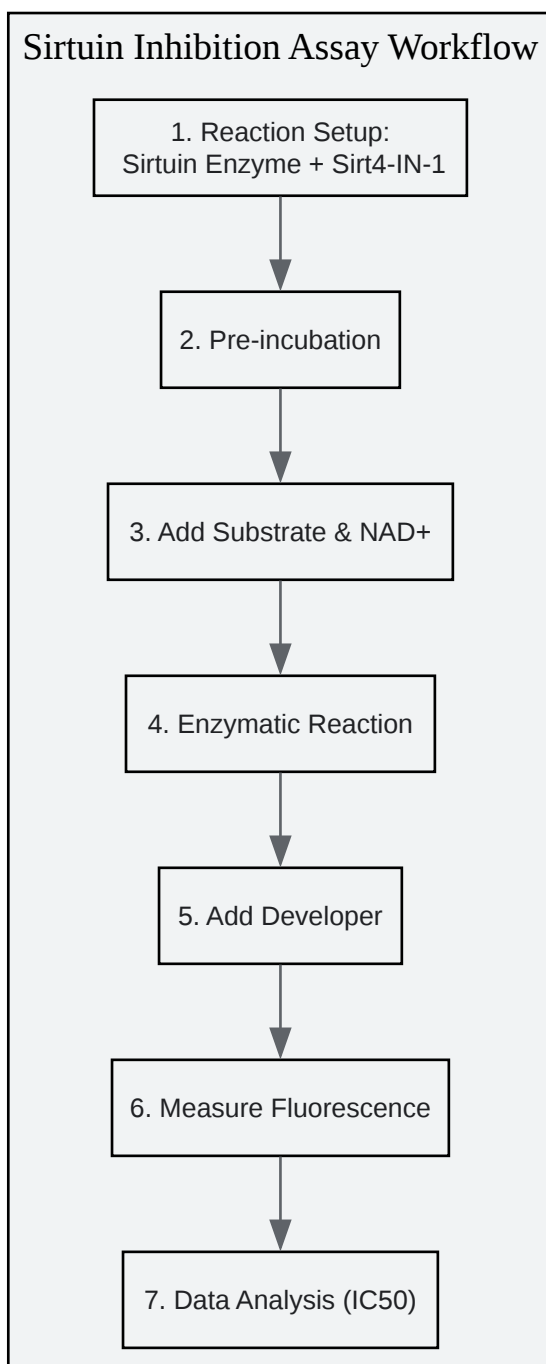 Sirtuin Inhibition Assay Workflow
1. Reaction Setup:
Sirtuin Enzyme + Sirt4-IN-1
2. Pre-incubation
3. Add Substrate & NAD+
4. Enzymatic Reaction
5. Add Developer
6. Measure Fluorescence
7. Data Analysis (IC50)